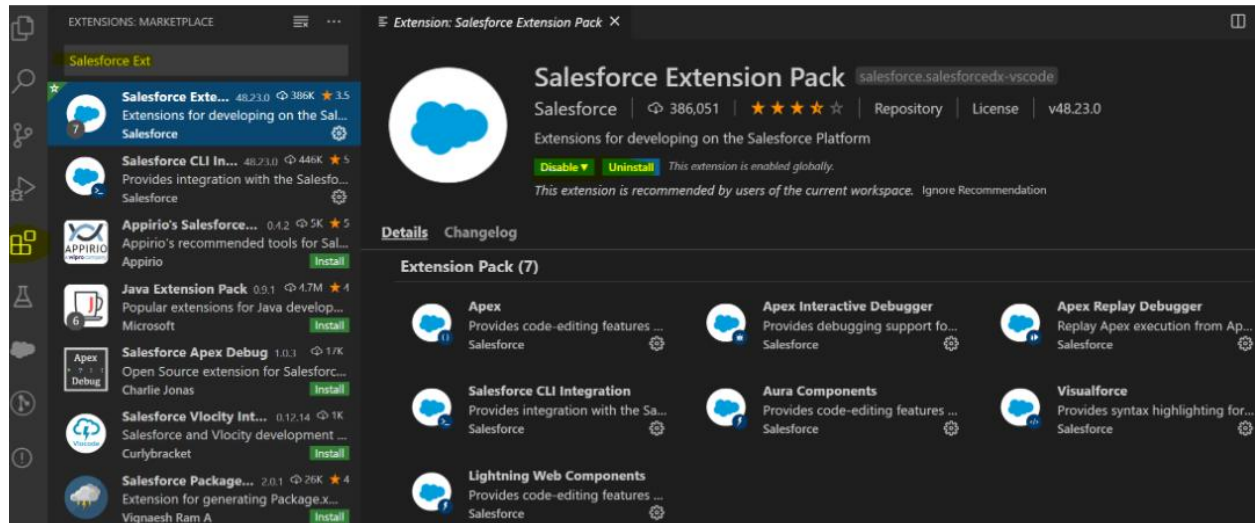 EXTENSIONS: MARKETPLACE
Salesforce Ext
Salesforce Exte... 48.23.0 386K ★ 3.5
Extensions for developing on the Sal...
Salesforce
7
Salesforce CLI In... 48.23.0 446K ★ 5
Provides integration with the Salesfo...
Salesforce
Appirio's Salesforce... 0.4.2 5K ★ 5
Appirio's recommended tools for Sal...
Appirio Install
APPIRIO
a wipro company
Java Extension Pack 0.9.1 4.7M ★ 4
Popular extensions for Java develop...
Microsoft Install
6
Salesforce Apex Debug 1.0.3 17K
Open Source extension for Salesforc...
Charlie Jonas Install
Apex
Debug
Salesforce Vlocity Int... 0.12.14 1K
Salesforce and Vlocity development ...
Curlybracket Install
Vlocode
Salesforce Package... 2.0.1 26K ★ 4
Extension for generating Package.x...
Vignaesh Ram A Install
Extension: Salesforce Extension Pack ×
Salesforce Extension Pack salesforce.salesforcedx-vscode
Salesforce | 386,051 | Repository | License | v48.23.0
Extensions for developing on the Salesforce Platform
Disable ▼ Uninstall This extension is enabled globally.
This extension is recommended by users of the current workspace. Ignore Recommendation
Details Changelog
Extension Pack (7)
Apex
Provides code-editing features ...
Salesforce
Apex Interactive Debugger
Provides debugging support fo...
Salesforce
Apex Replay Debugger
Replay Apex execution from Ap...
Salesforce
Salesforce CLI Integration
Provides integration with the Sa...
Salesforce
Aura Components
Provides code-editing features ...
Salesforce
Visualforce
Provides syntax highlighting for...
Salesforce
Lightning Web Components
Provides code-editing features ...
Salesforce